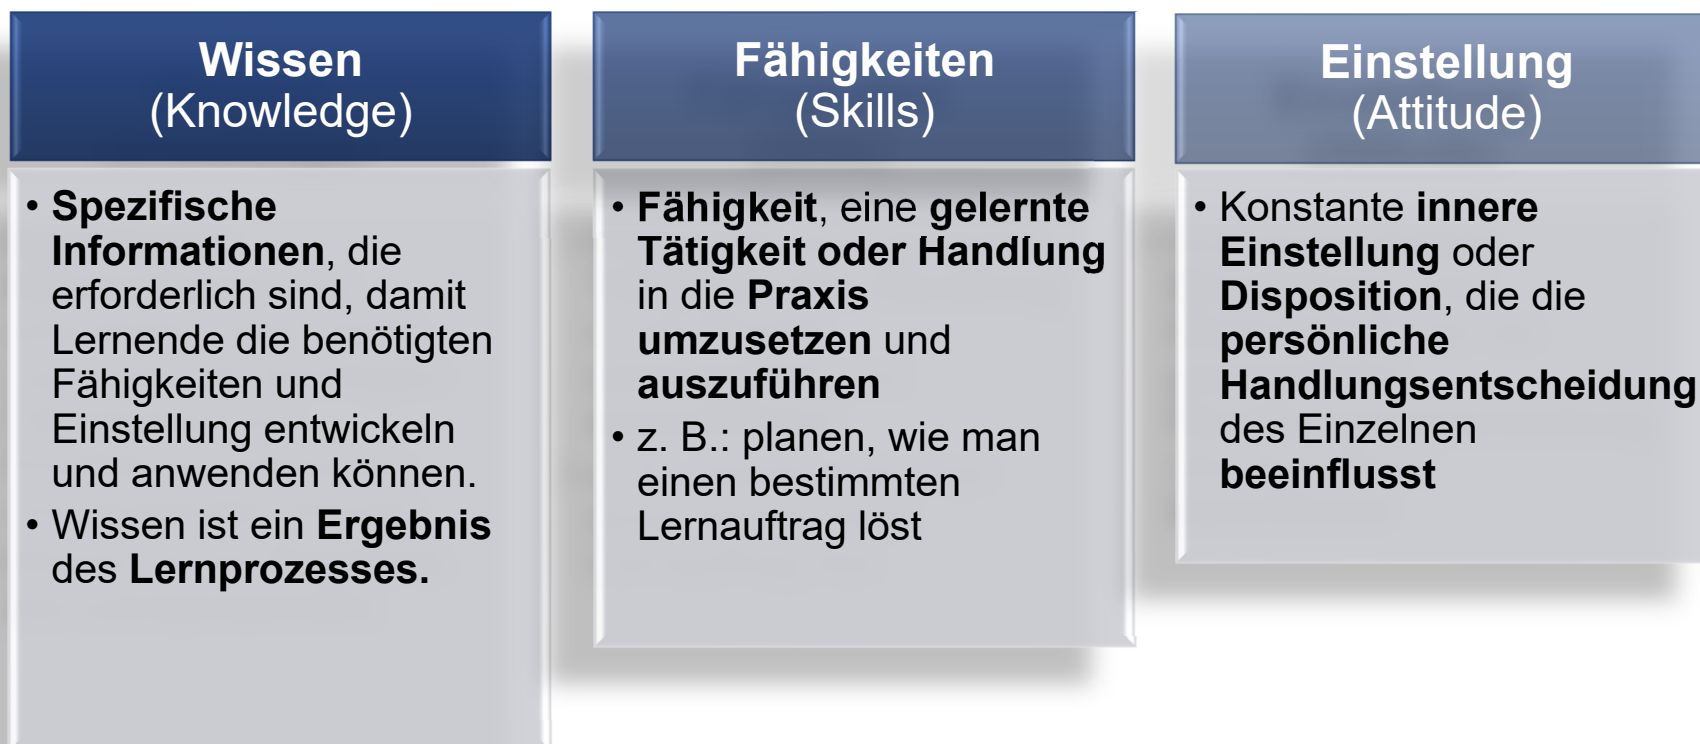 Wissen
(Knowledge)
• Spezifische
Informationen, die
erforderlich sind, damit
Lernende die benötigten
Fähigkeiten und
Einstellung entwickeln
und anwenden können.
• Wissen ist ein Ergebnis
des Lernprozesses.
Fähigkeiten
(Skills)
• Fähigkeit, eine gelernte
Tätigkeit oder Handlung
in die Praxis
umzusetzen und
auszuführen
• z. B.: planen, wie man
einen bestimmten
Lernauftrag löst
Einstellung
(Attitude)
• Konstante innere
Einstellung oder
Disposition, die die
persönliche
Handlungsentscheidung
des Einzelnen
beeinflusst